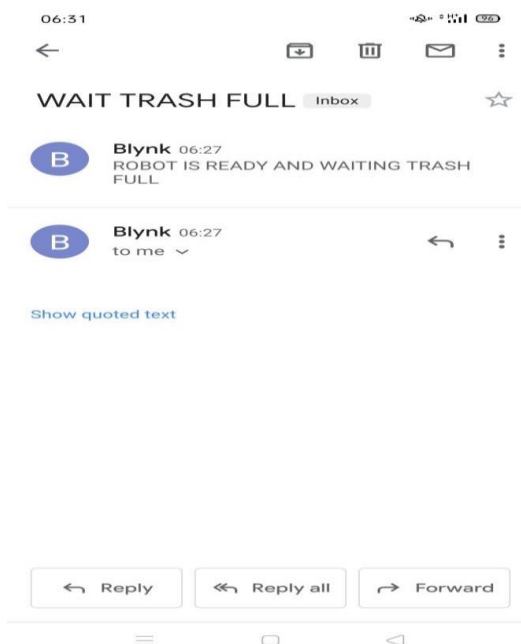 06:31
96
WAIT TRASH FULL Inbox
B
Blynk 06:27
ROBOT IS READY AND WAITING TRASH
FULL
B
Blynk 06:27
to me
Show quoted text
Reply
Reply all
Forward